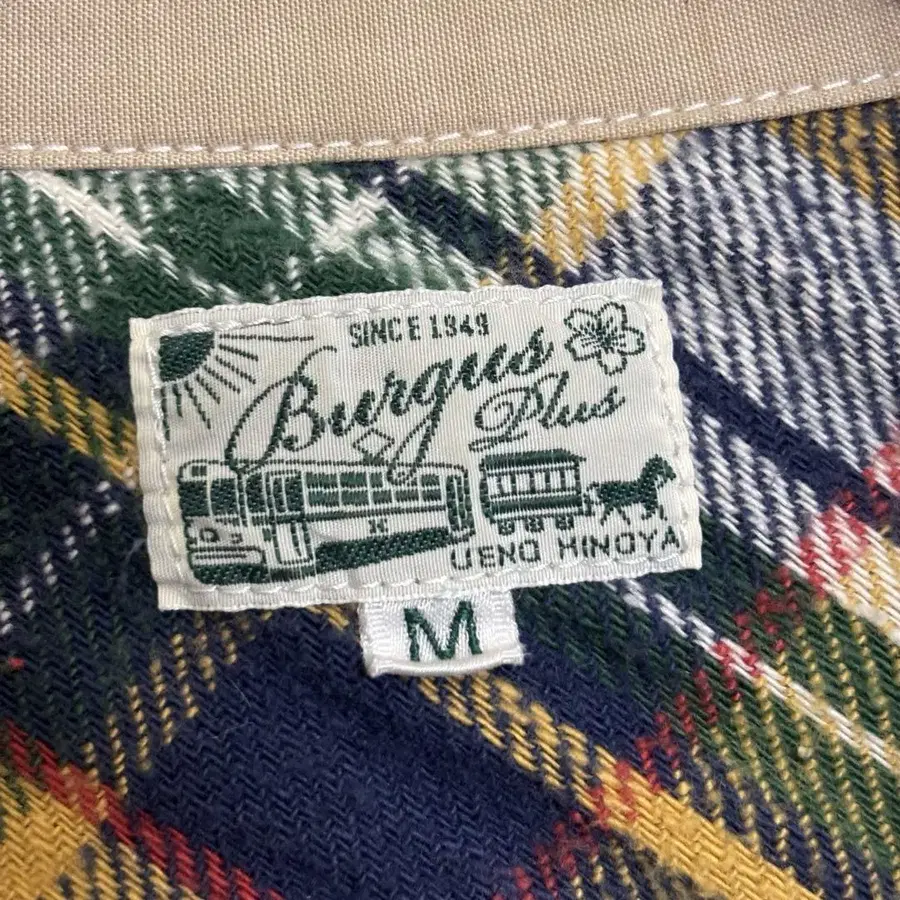 SINCE 1949
Burgus
Plus
UENO HINOYA
M